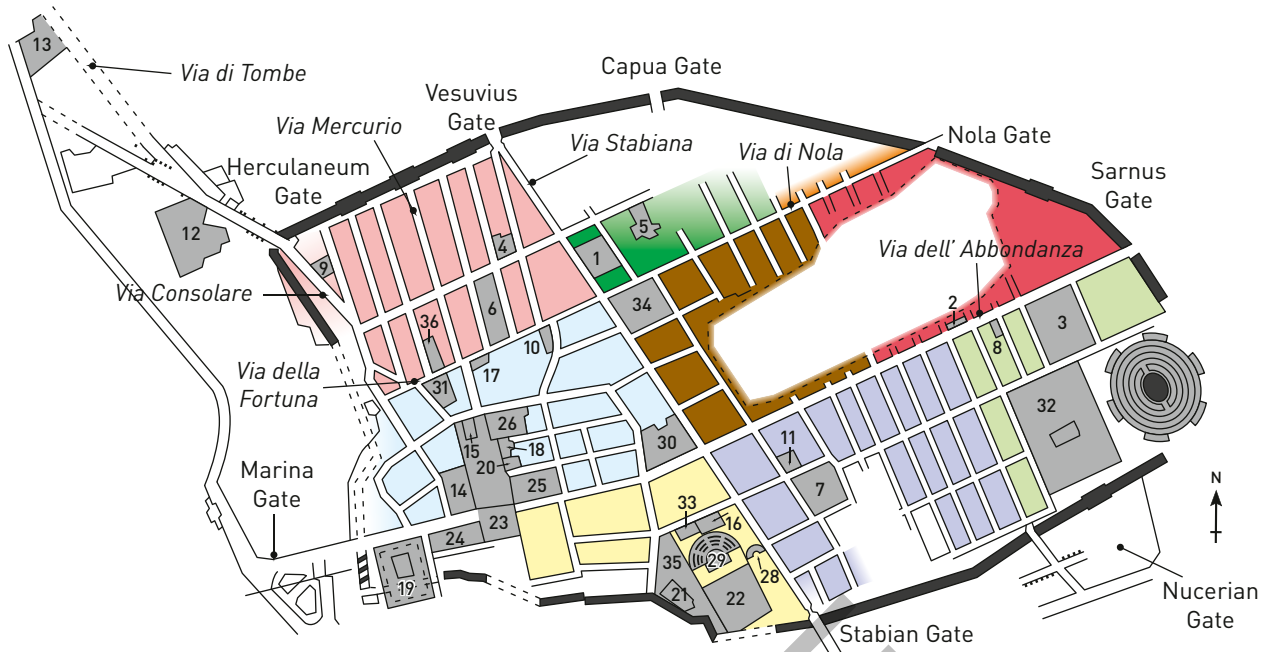 13
Via di Tombe
Capua Gate
Vesuvius
Gate
Via Mercurio
Via Stabiana
Nola Gate
Via di Nola
Herculaneum
Gate
Sarnus
Gate
12
5
4
1
9
Via dell’ Abbondanza
Via Consolare
34
6
2
3
36
8
10
17
Via della
Fortuna
31
32
26
15
18
11
30
20
Marina
Gate
14
25
7
N
23
33
16
24
35
29
28
19
21
22
Nucerian
Gate
Stabian Gate